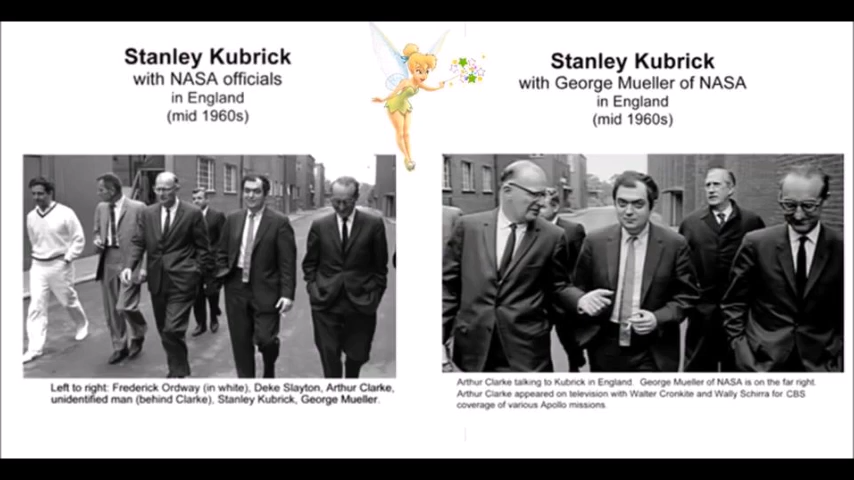 Stanley Kubrick
with NASA officials
in England
(mid 1960s)
Left to right: Frederick Ordway (in white), Deke Slayton, Arthur Clarke,
unidentified man (behind Clarke), Stanley Kubrick, George Mueller.
Stanley Kubrick
with George Mueller of NASA
in England
(mid 1960s)
Arthur Clarke talking to Kubrick in England. George Mueller of NASA is on the far right.
Arthur Clarke appeared on television with Walter Cronkite and Wally Schirra for CBS
coverage of various Apollo missions.